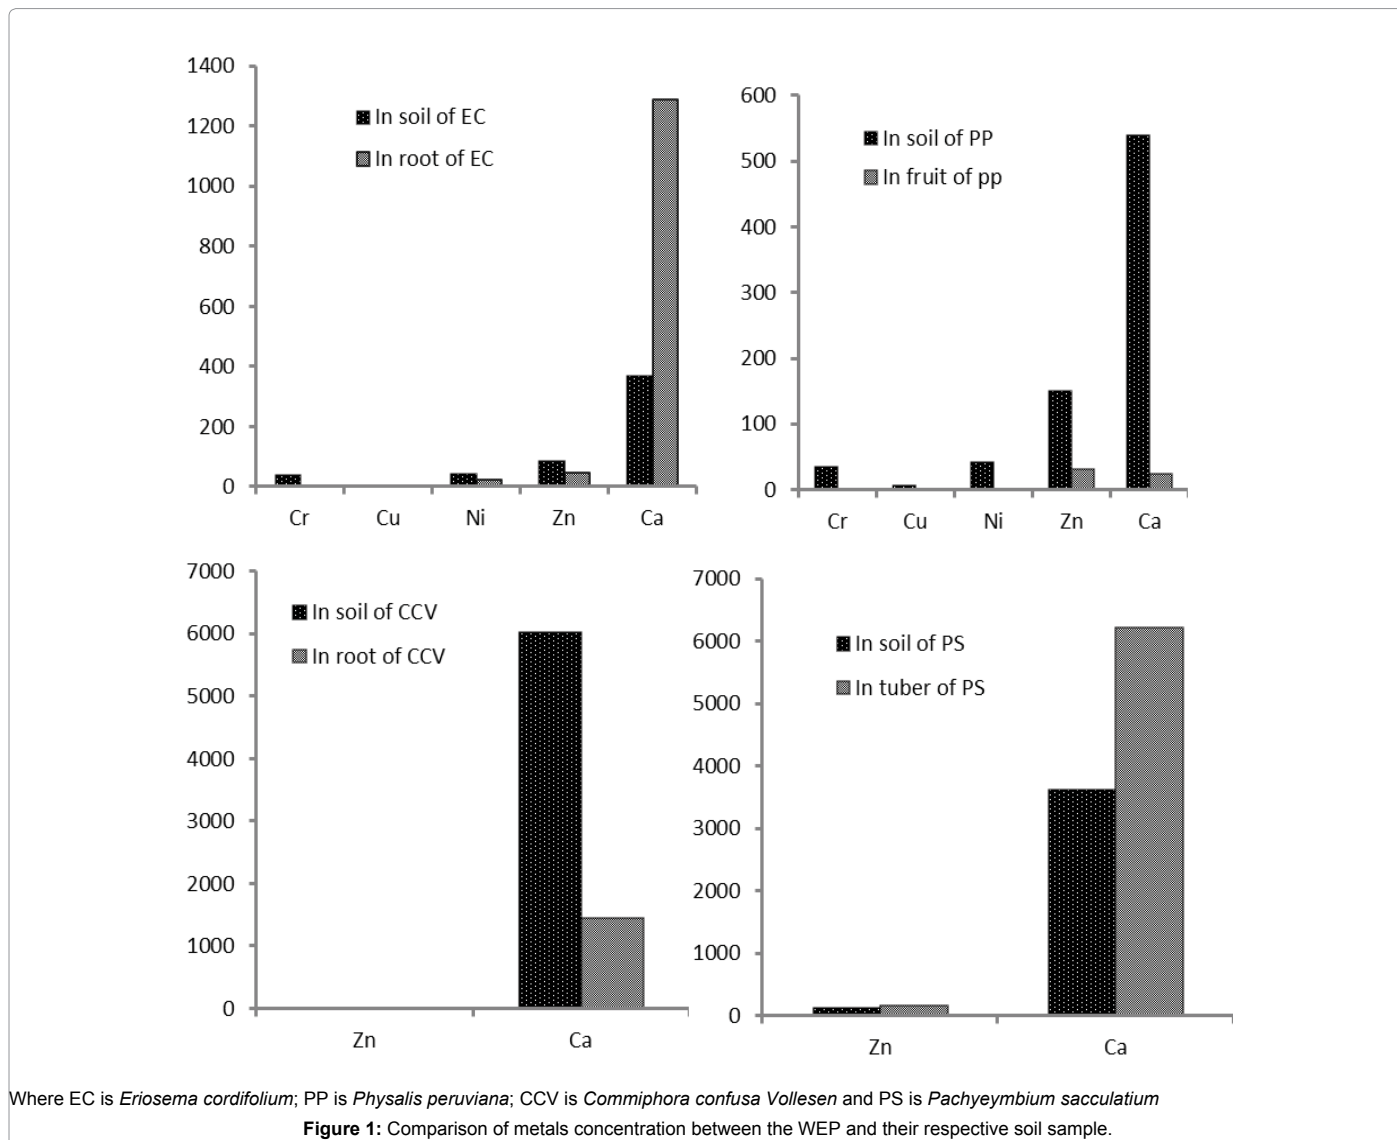 1400
1200
1000
800
600
400
200
0
In soil of EC
In root of EC
Cr Cu Ni Zn Ca
600
500
400
300
200
100
0
In soil of PP
In fruit of pp
Cr Cu Ni Zn Ca
7000
6000
5000
4000
3000
2000
1000
0
In soil of CCV
In root of CCV
Zn Ca
7000
6000
5000
4000
3000
2000
1000
0
In soil of PS
In tuber of PS
Zn Ca
Where EC is Eriosema cordifolium; PP is Physalis peruviana; CCV is Commiphora confusa Vollesen and PS is Pachyeymbium sacculatium
Figure 1: Comparison of metals concentration between the WEP and their respective soil sample.